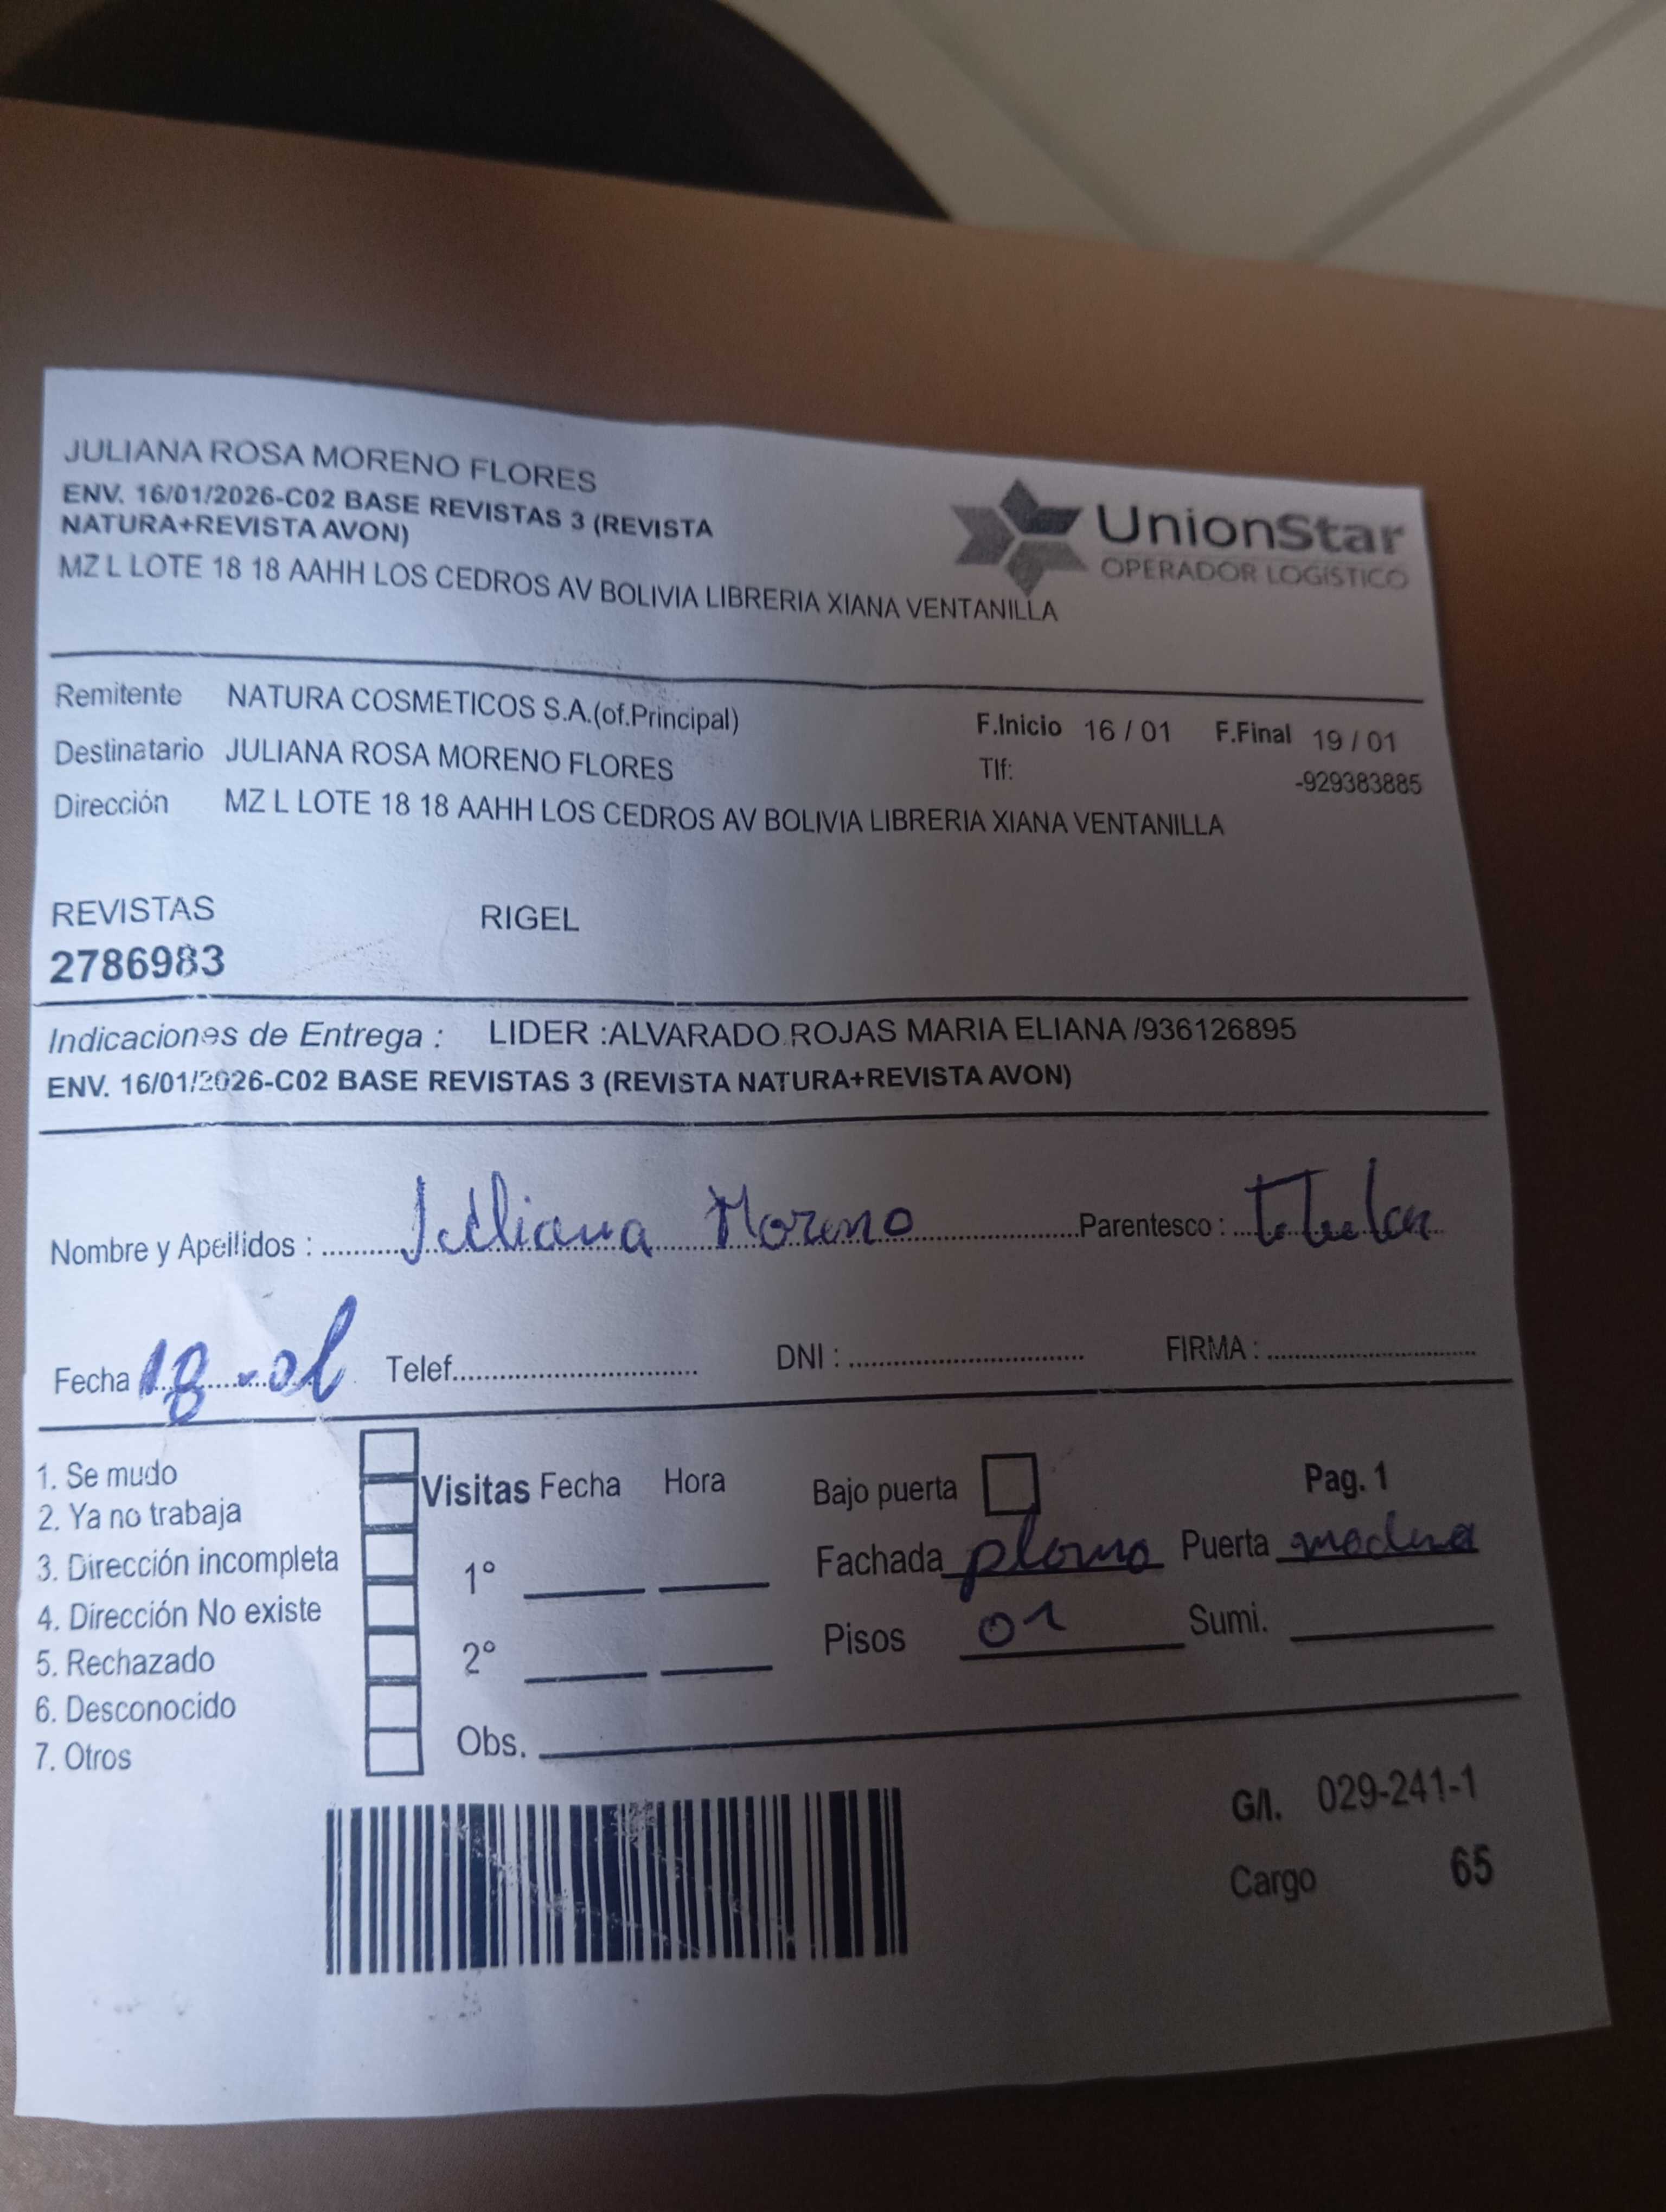 JULIANA ROSA MORENO FLORES
ENV. 16/01/2026-C02 BASE REVISTAS 3 (REVISTA
NATURA+REVISTA AVON)
MZ L LOTE 18 18 AAHH LOS CEDROS AV BOLIVIA LIBRERIA XIANA VENTANILLA
UnionStar
OPERADOR LOGISTICO
Remitente NATURA COSMETICOS S.A.(of.Principal)
F.Inicio 16 / 01 F.Final 19 / 01
Destinatario JULIANA ROSA MORENO FLORES
Tlf: -929383885
Dirección MZ L LOTE 18 18 AAHH LOS CEDROS AV BOLIVIA LIBRERIA XIANA VENTANILLA
REVISTAS RIGEL
2786983
Indicaciones de Entrega : LIDER :ALVARADO ROJAS MARIA ELIANA /936126895
ENV. 16/01/2026-C02 BASE REVISTAS 3 (REVISTA NATURA+REVISTA AVON)
Nombre y Apellidos : Juliana Moreno Parentesco : titular
Fecha 18-01 Telef. DNI : FIRMA :
1. Se mudo
2. Ya no trabaja
3. Dirección incompleta
4. Dirección No existe
5. Rechazado
6. Desconocido
7. Otros
Visitas Fecha Hora
1°
2°
Obs.
Bajo puerta Pag. 1
Fachada plomo Puerta madera
Pisos 01 Sumi.
G/I. 029-241-1
Cargo 65